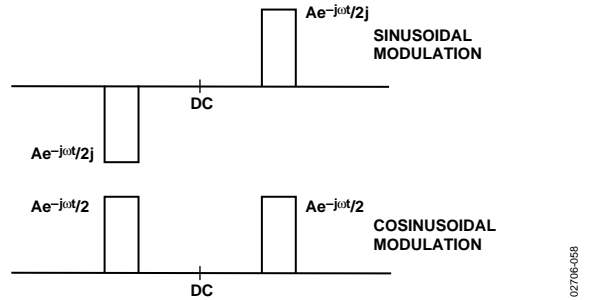 Ae–jωt/2j
SINUSOIDAL
MODULATION
DC
Ae–jωt/2j
Ae–jωt/2
Ae–jωt/2
COSINUSOIDAL
MODULATION
DC
02706-058